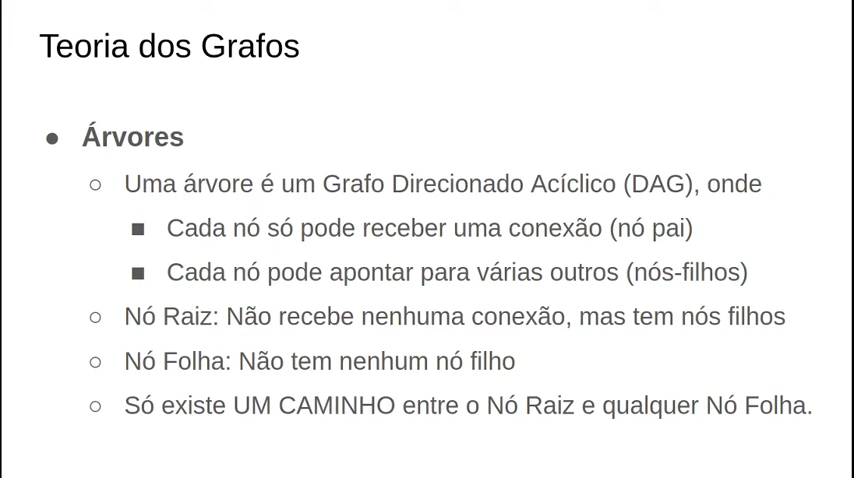 Teoria dos Grafos
● Árvores
○ Uma árvore é um Grafo Direcionado Acíclico (DAG), onde
■ Cada nó só pode receber uma conexão (nó pai)
■ Cada nó pode apontar para várias outros (nós-filhos)
○ Nó Raiz: Não recebe nenhuma conexão, mas tem nós filhos
○ Nó Folha: Não tem nenhum nó filho
○ Só existe UM CAMINHO entre o Nó Raiz e qualquer Nó Folha.